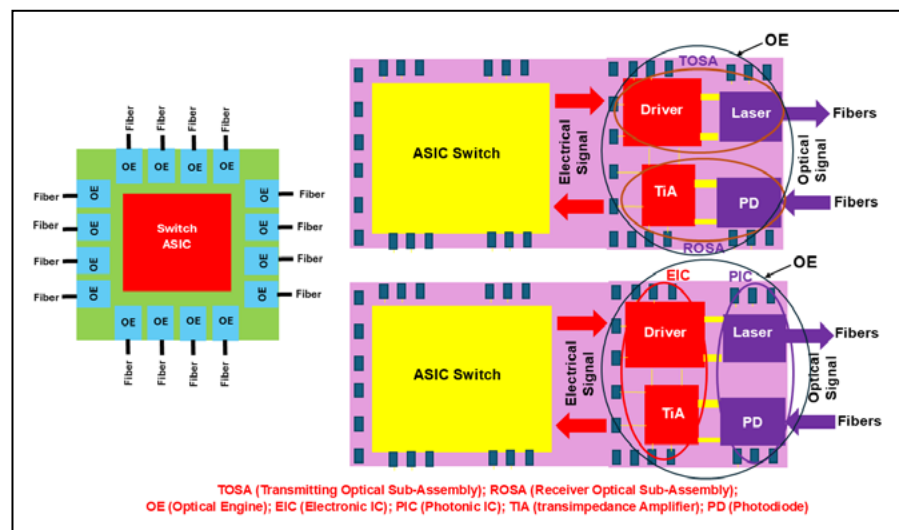 Fiber
Fiber
Fiber
Fiber
OE
OE
OE
OE
Fiber
OE
OE
Fiber
Fiber
OE
OE
Fiber
Fiber
OE
OE
Fiber
Fiber
OE
OE
Fiber
Switch
ASIC
OE
OE
OE
OE
Fiber
Fiber
Fiber
Fiber
OE
TOSA
ASIC Switch
Electrical
Signal
Driver
Laser
Fibers
Optical
Signal
TiA
PD
Fibers
ROSA
OE
EIC
PIC
ASIC Switch
Electrical
Signal
Driver
Laser
Fibers
Optical
Signal
TiA
PD
Fibers
TOSA (Transmitting Optical Sub-Assembly); ROSA (Receiver Optical Sub-Assembly);
OE (Optical Engine); EIC (Electronic IC); PIC (Photonic IC); TIA (transimpedance Amplifier); PD (Photodiode)